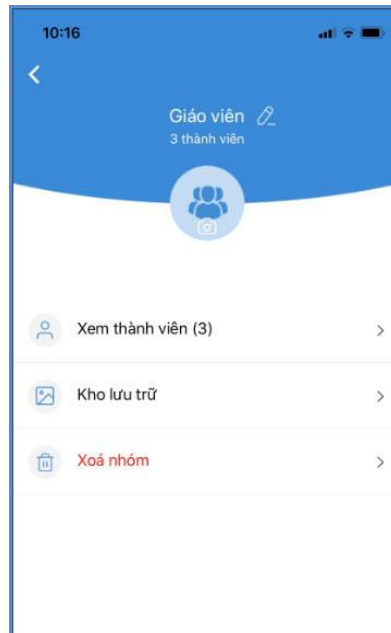 10:16
Giáo viên
3 thành viên
Xem thành viên (3)
Kho lưu trữ
Xoá nhóm